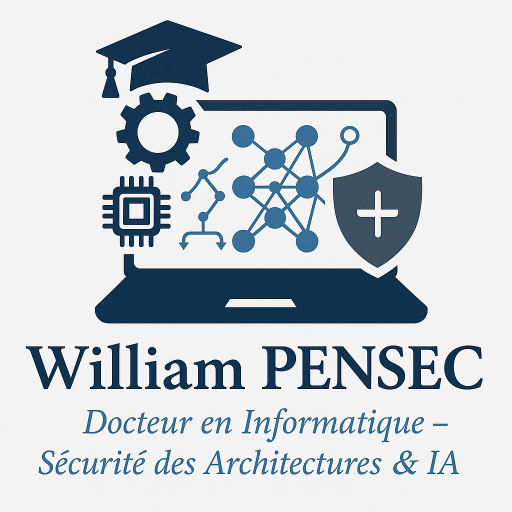 William PENSEC
Docteur en Informatique –
Sécurité des Architectures & IA